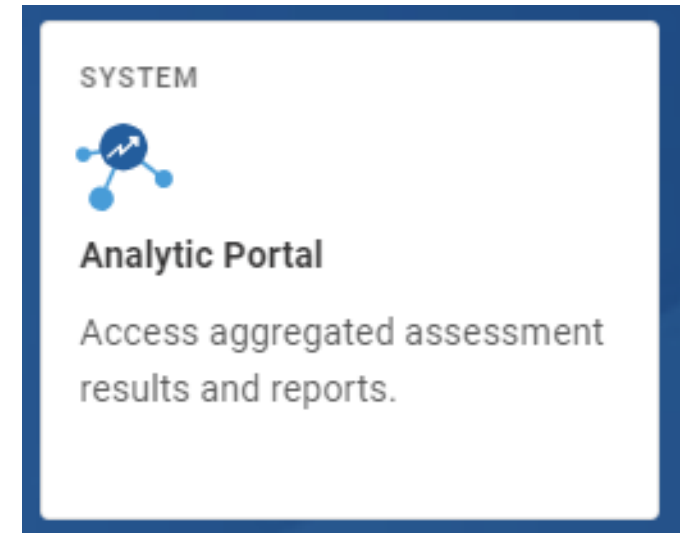 SYSTEM
Analytic Portal
Access aggregated assessment
results and reports.